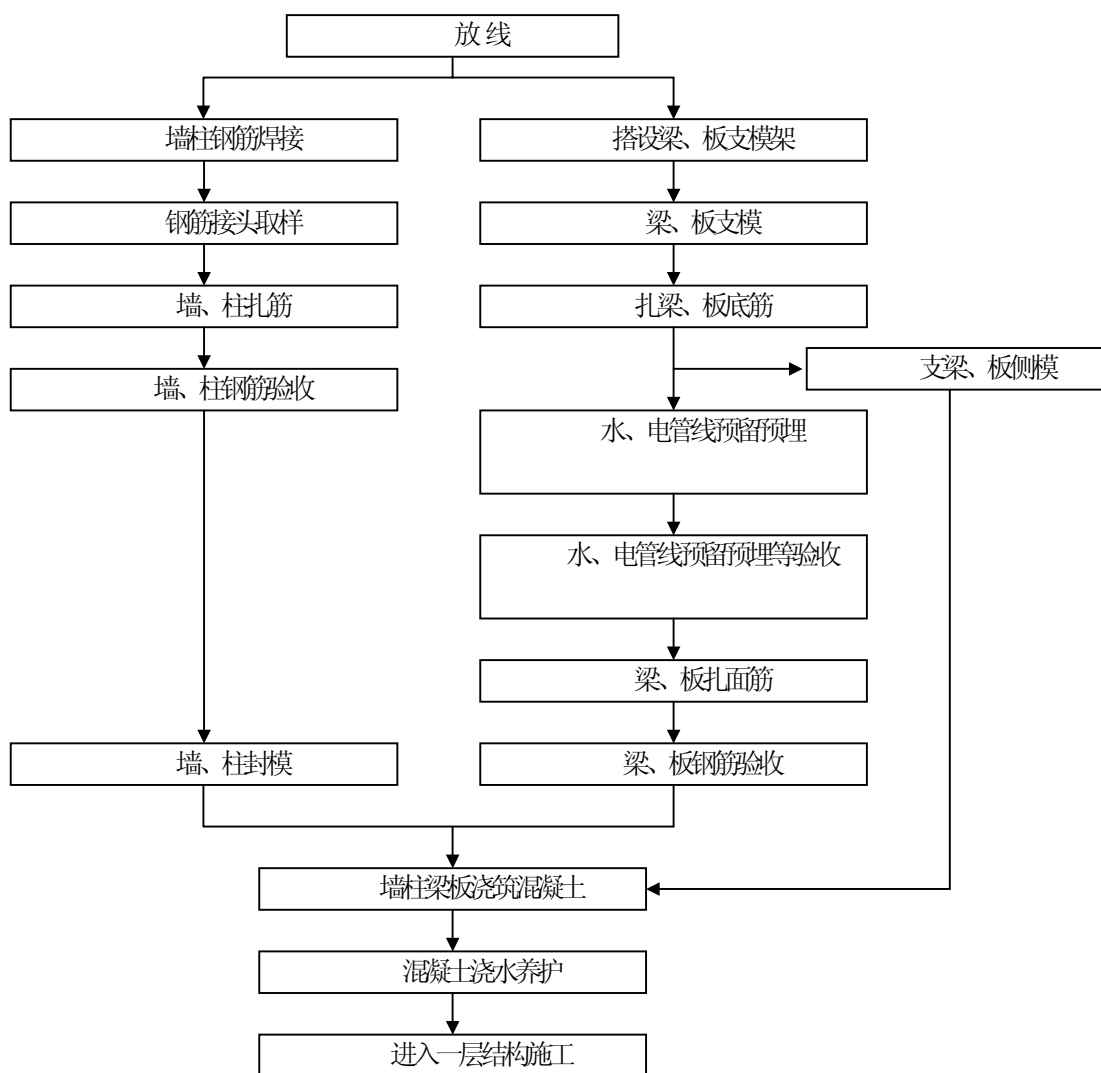 放 线
墙柱钢筋焊接
搭设梁、板支模架
钢筋接头取样
梁、板支模
墙、柱扎筋
扎梁、板底筋
支梁、板侧模
墙、柱钢筋验收
水、电管线预留预埋
水、电管线预留预埋等验收
梁、板扎面筋
墙、柱封模
梁、板钢筋验收
墙柱梁板浇筑混凝土
混凝土浇水养护
进入一层结构施工